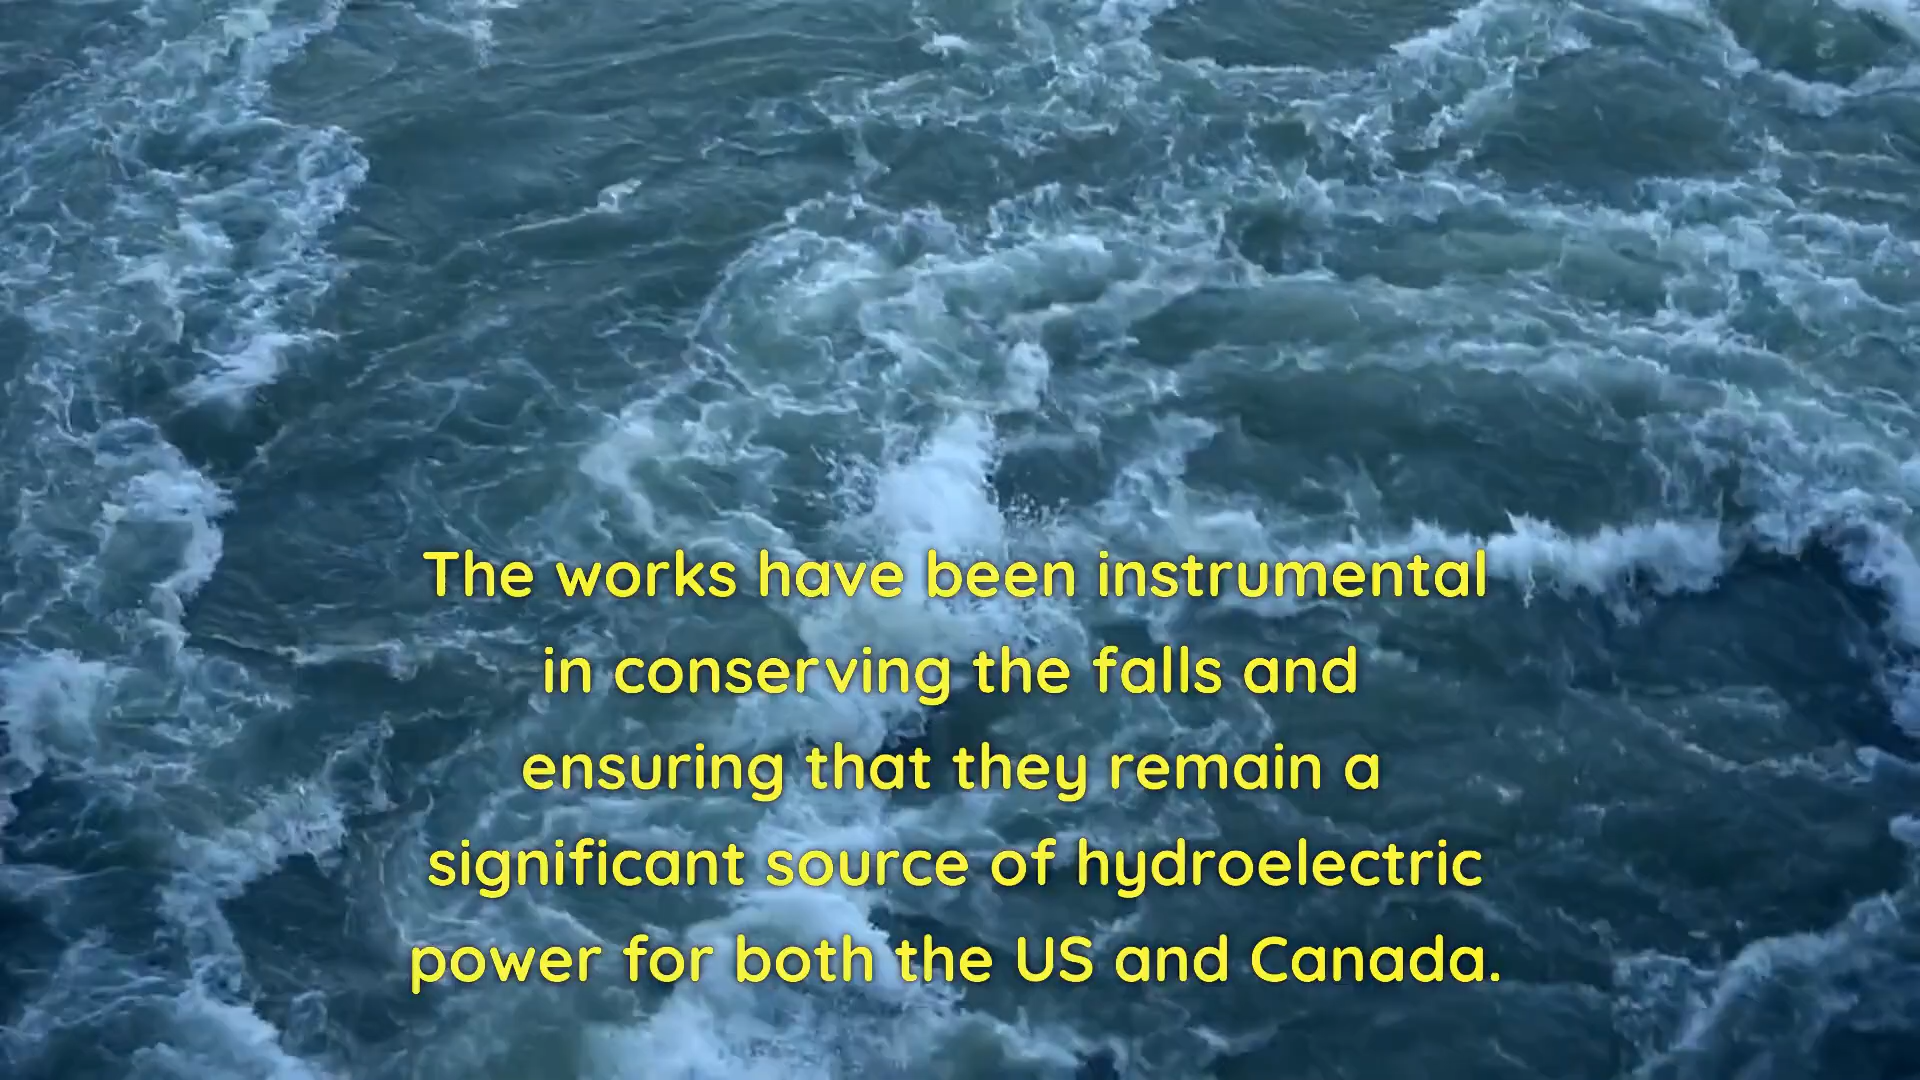 The works have been instrumental
in conserving the falls and
ensuring that they remain a
significant source of hydroelectric
power for both the US and Canada.